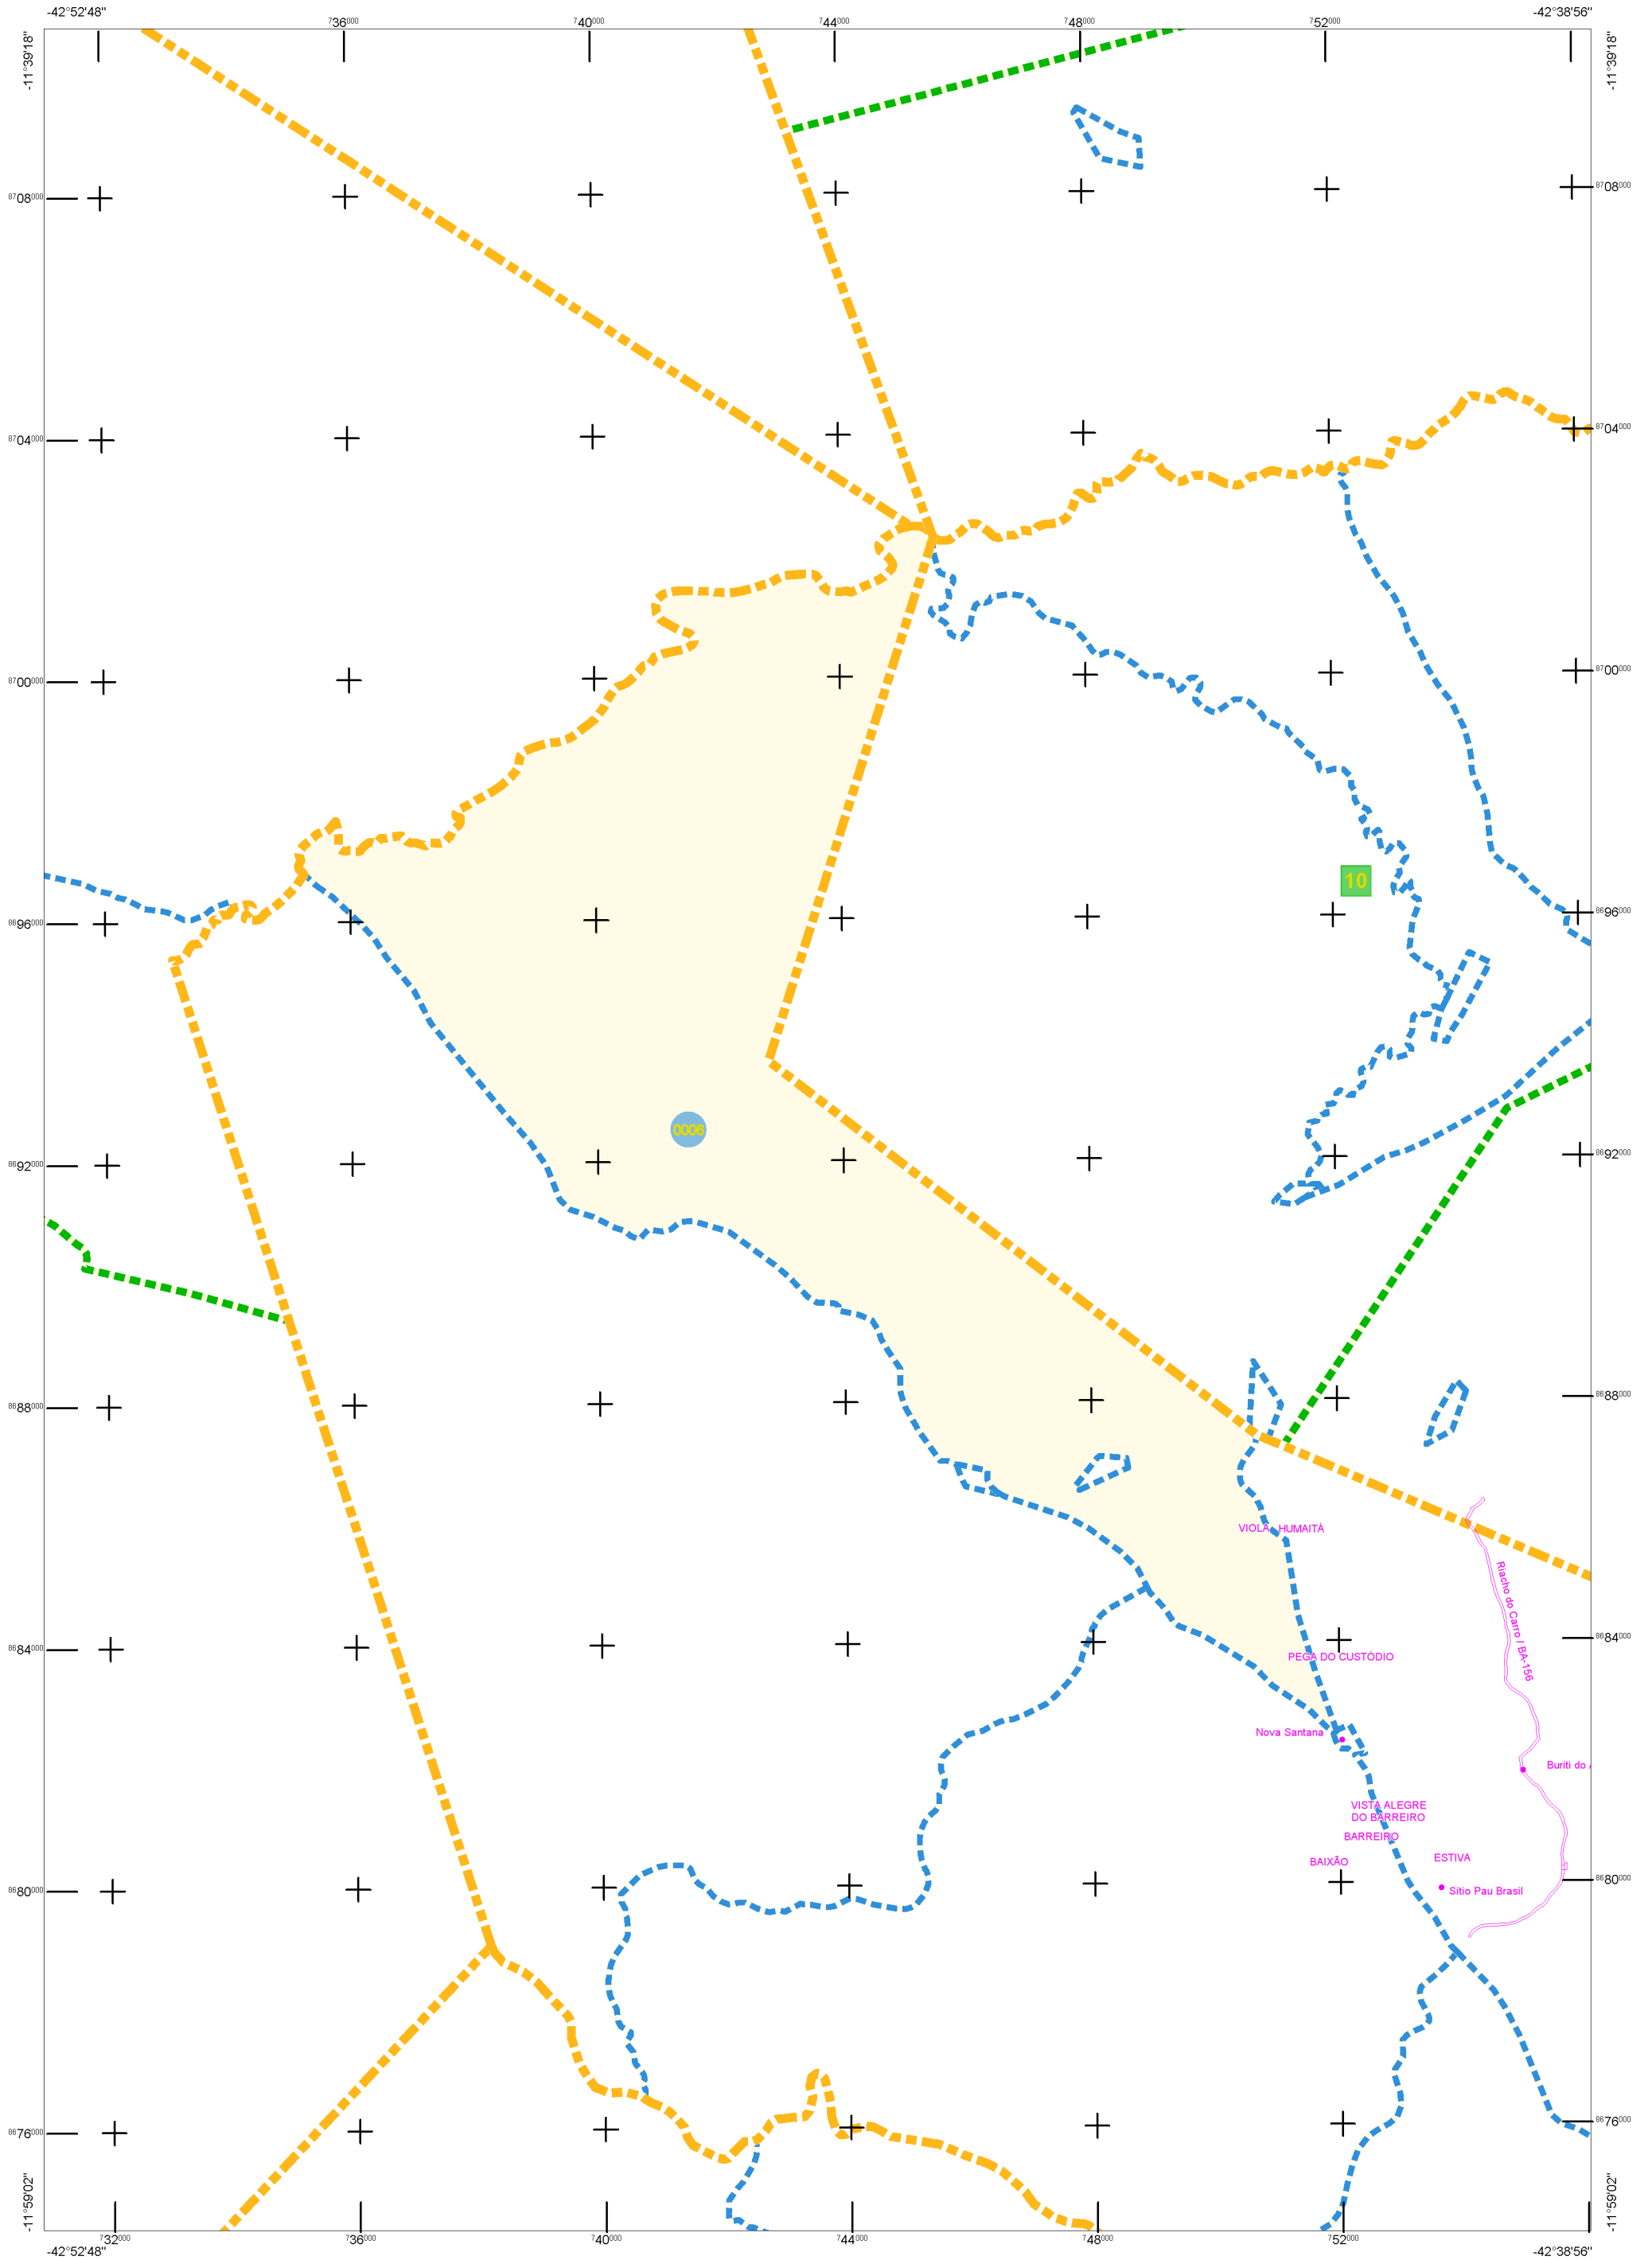 -42°52'48" 736000 740000 744000 748000 752000 -42°38'56"
-11°39'18" -11°39'18"
8708000 8708000
8704000 8704000
8700000 8700000
10
8696000 8696000
0006
8692000 8692000
8688000 8688000
VIOLA HUMAITÁ
Riacho do Carro / BA-156
8684000 8684000
PEGA DO CUSTÓDIO
Nova Santana
Buriti do
VISTA ALEGRE
DO BARREIRO
BARREIRO
ESTIVA
BAIXÃO
8680000 8680000
Sítio Pau Brasil
8676000 8676000
-11°59'02" -11°59'02"
732000 736000 740000 744000 748000 752000
-42°52'48" -42°38'56"